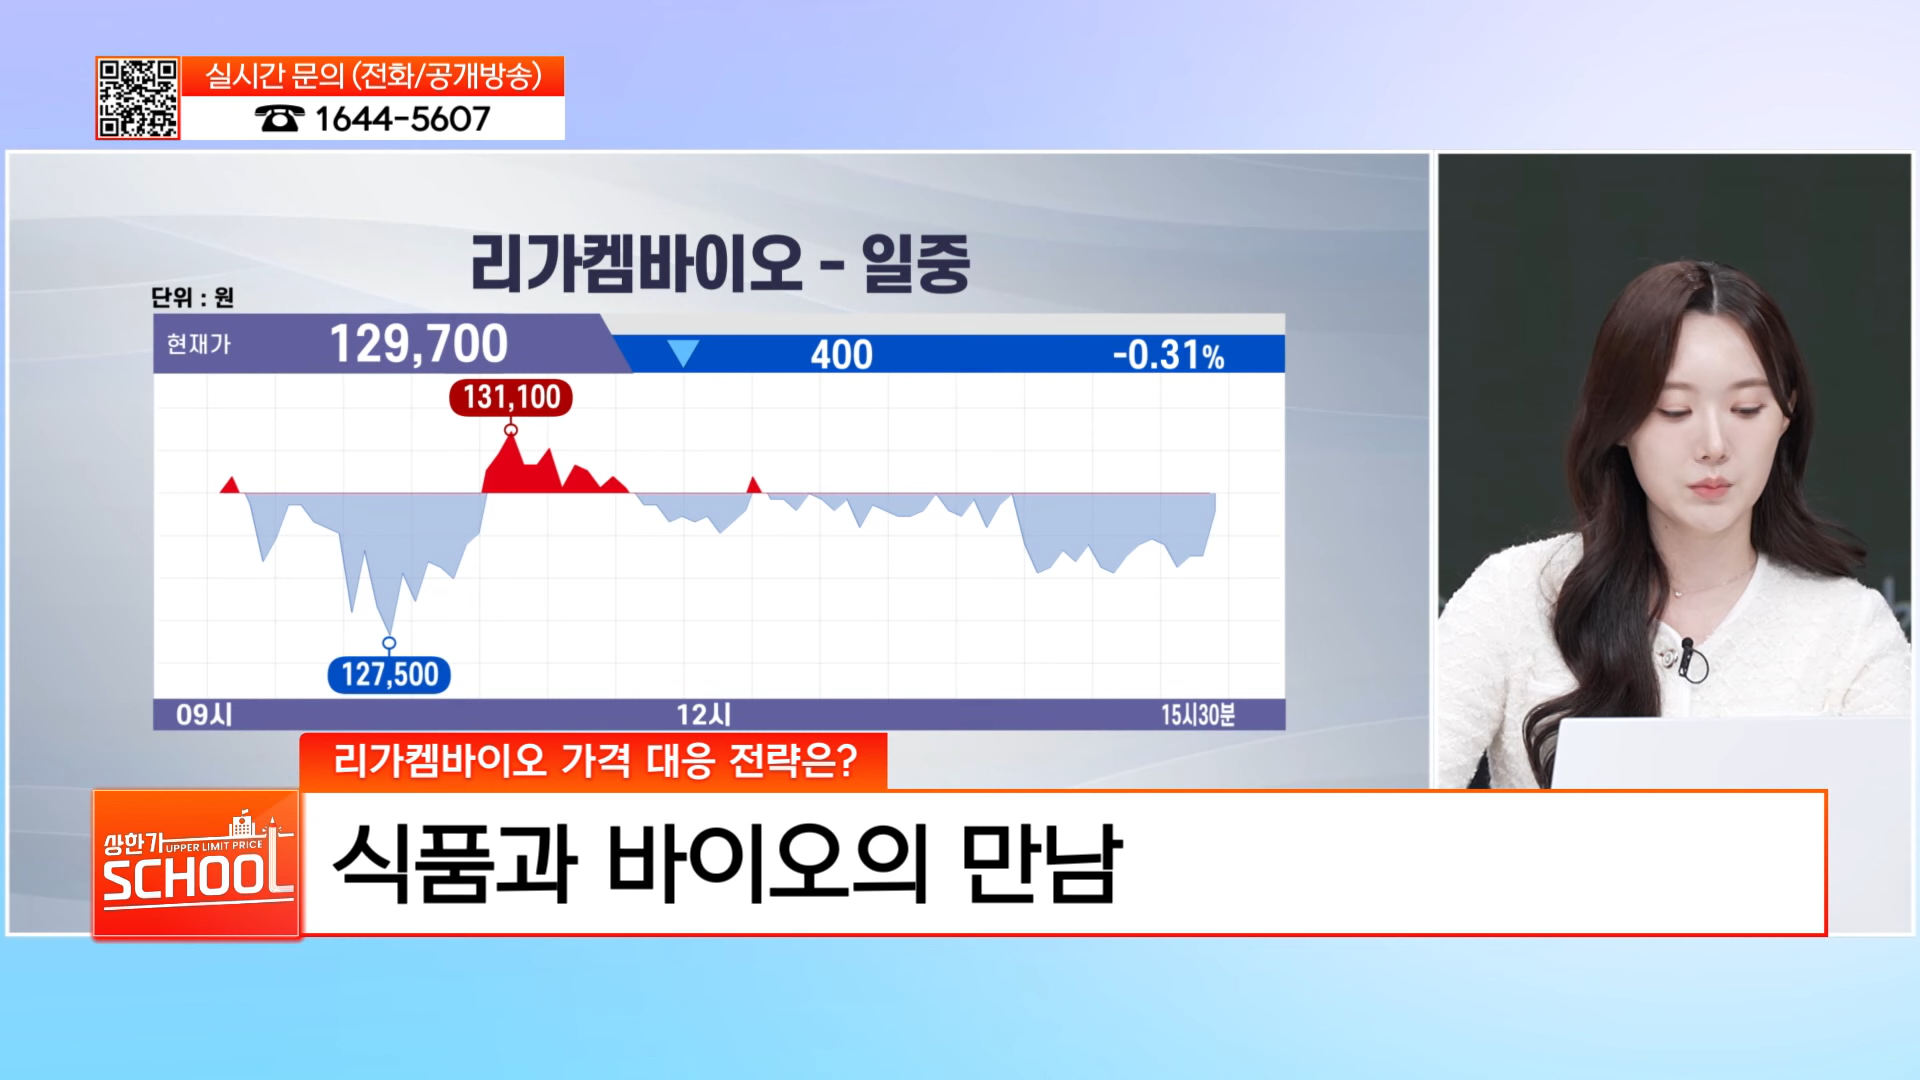 실시간 문의 (전화/공개방송)
☎ 1644-5607
리가켐바이오 - 일중
단위 : 원
현재가 129,700 ▼ 400 -0.31%
131,100
127,500
09시 12시 15시30분
리가켐바이오 가격 대응 전략은?
상한가 UPPER LIMIT PRICE
SCHOOL
식품과 바이오의 만남